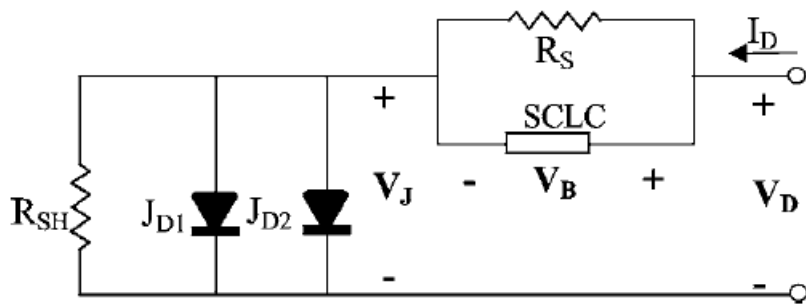 I_D
R_S
+ +
SCLC
R_SH J_D1 J_D2 V_J - V_B + V_D
- -